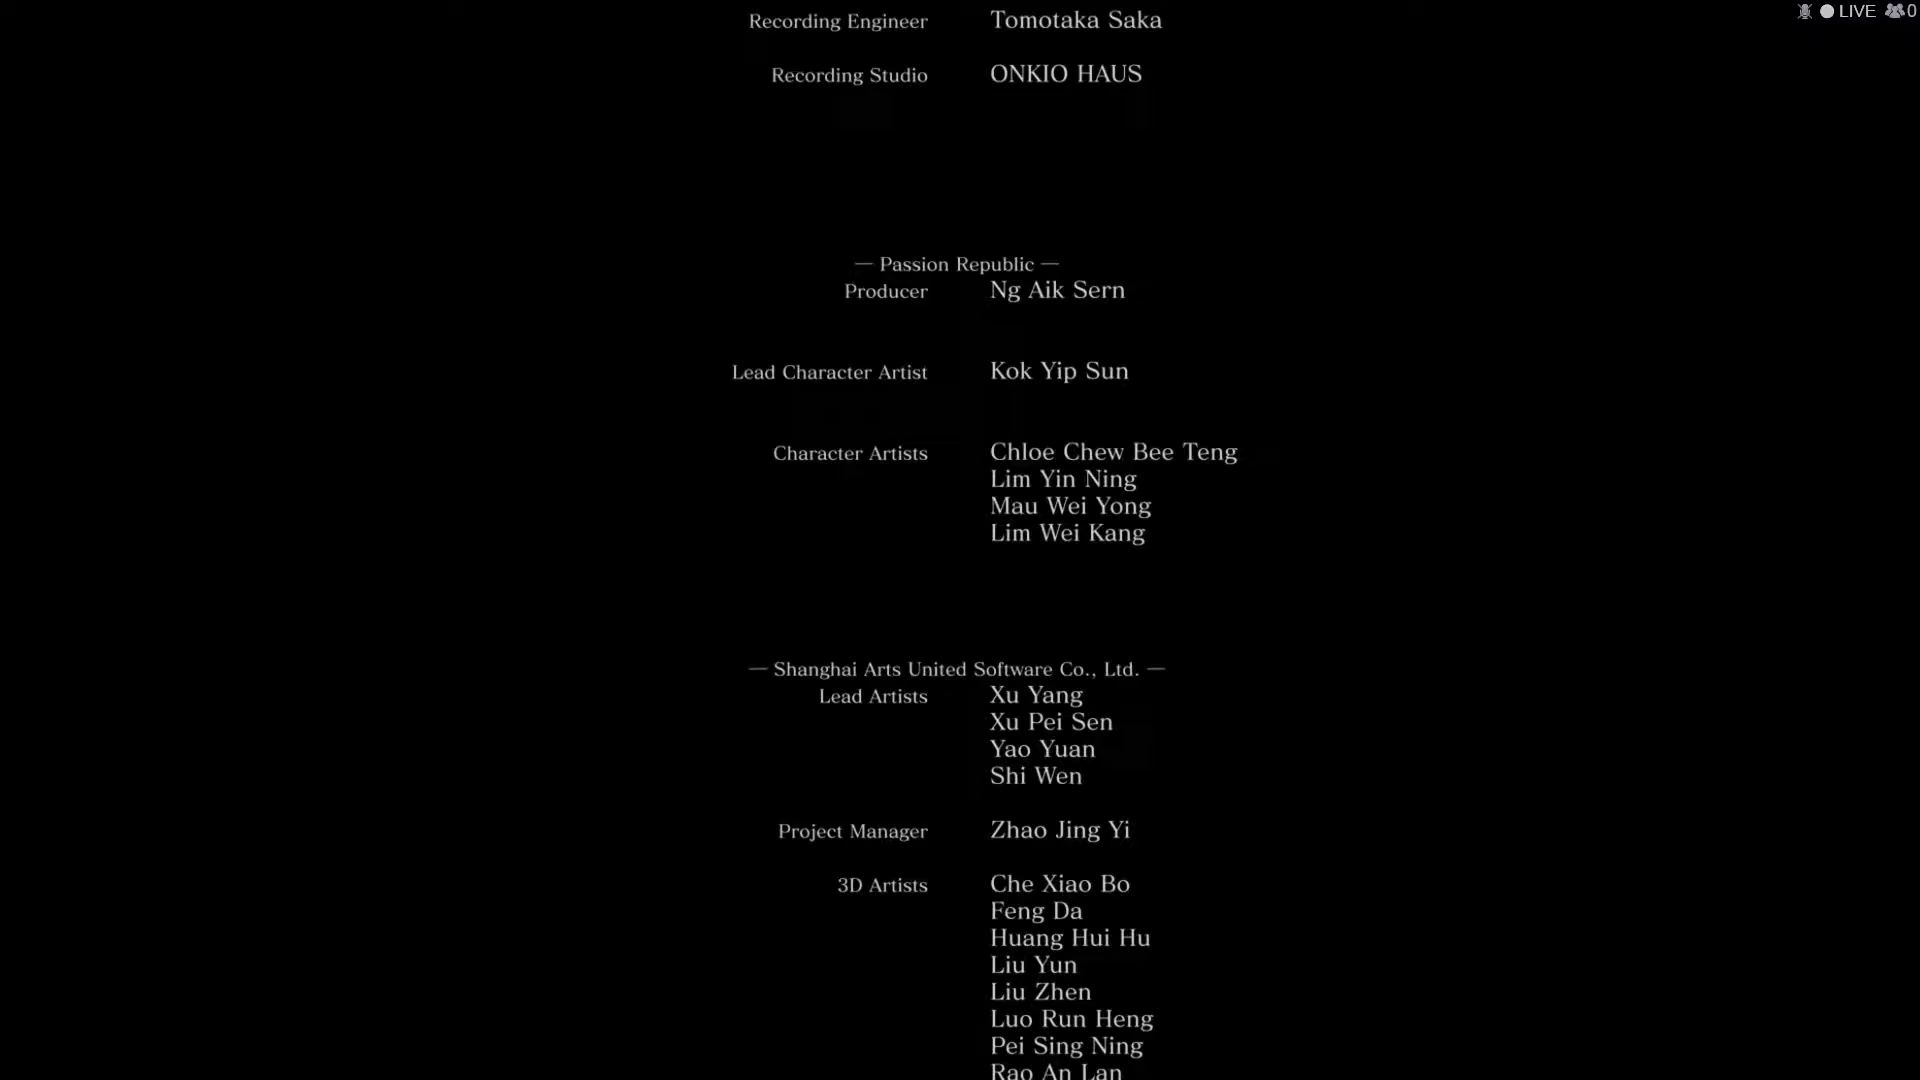 LIVE 0
Recording Engineer Tomotaka Saka
Recording Studio ONKIO HAUS
— Passion Republic —
Producer Ng Aik Sern
Lead Character Artist Kok Yip Sun
Character Artists Chloe Chew Bee Teng
Lim Yin Ning
Mau Wei Yong
Lim Wei Kang
— Shanghai Arts United Software Co., Ltd. —
Lead Artists Xu Yang
Xu Pei Sen
Yao Yuan
Shi Wen
Project Manager Zhao Jing Yi
3D Artists Che Xiao Bo
Feng Da
Huang Hui Hu
Liu Yun
Liu Zhen
Luo Run Heng
Pei Sing Ning
Rao An Lan